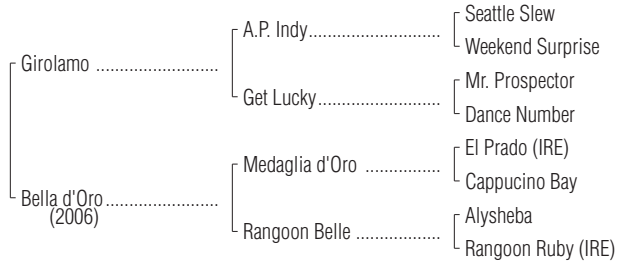 Seattle Slew
A.P. Indy..............................
Weekend Surprise
Girolamo ............................
Mr. Prospector
Get Lucky............................
Dance Number
El Prado (IRE)
Medaglia d'Oro .................
Cappucino Bay
Bella d'Oro..........................
(2006)
Alysheba
Rangoon Belle ...................
Rangoon Ruby (IRE)